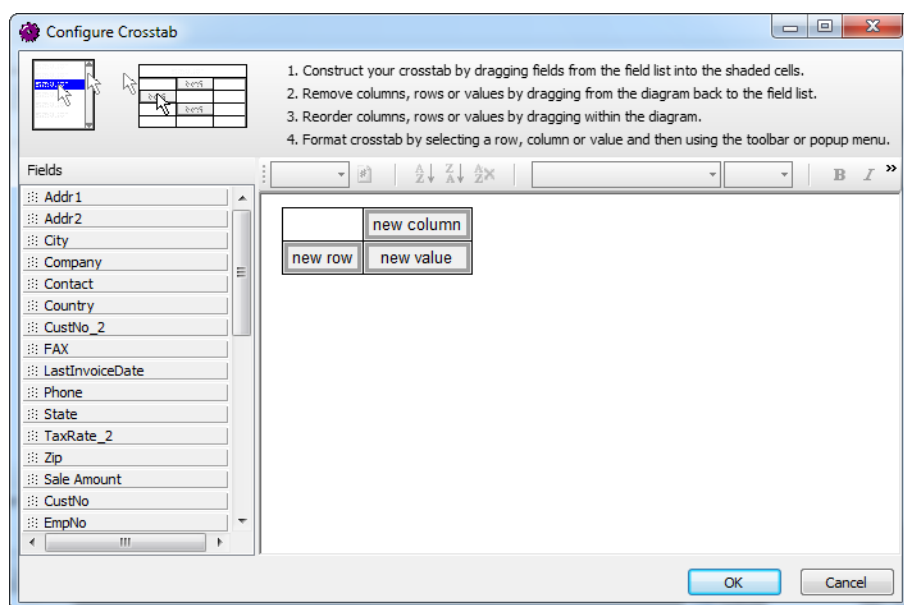 Configure Crosstab
1. Construct your crosstab by dragging fields from the field list into the shaded cells.
2. Remove columns, rows or values by dragging from the diagram back to the field list.
3. Reorder columns, rows or values by dragging within the diagram.
4. Format crosstab by selecting a row, column or value and then using the toolbar or popup menu.
Fields
B I »
Addr1
Addr2
City
Company
Contact
Country
CustNo_2
FAX
LastInvoiceDate
Phone
State
TaxRate_2
Zip
Sale Amount
CustNo
EmpNo
new column
new row new value
OK Cancel